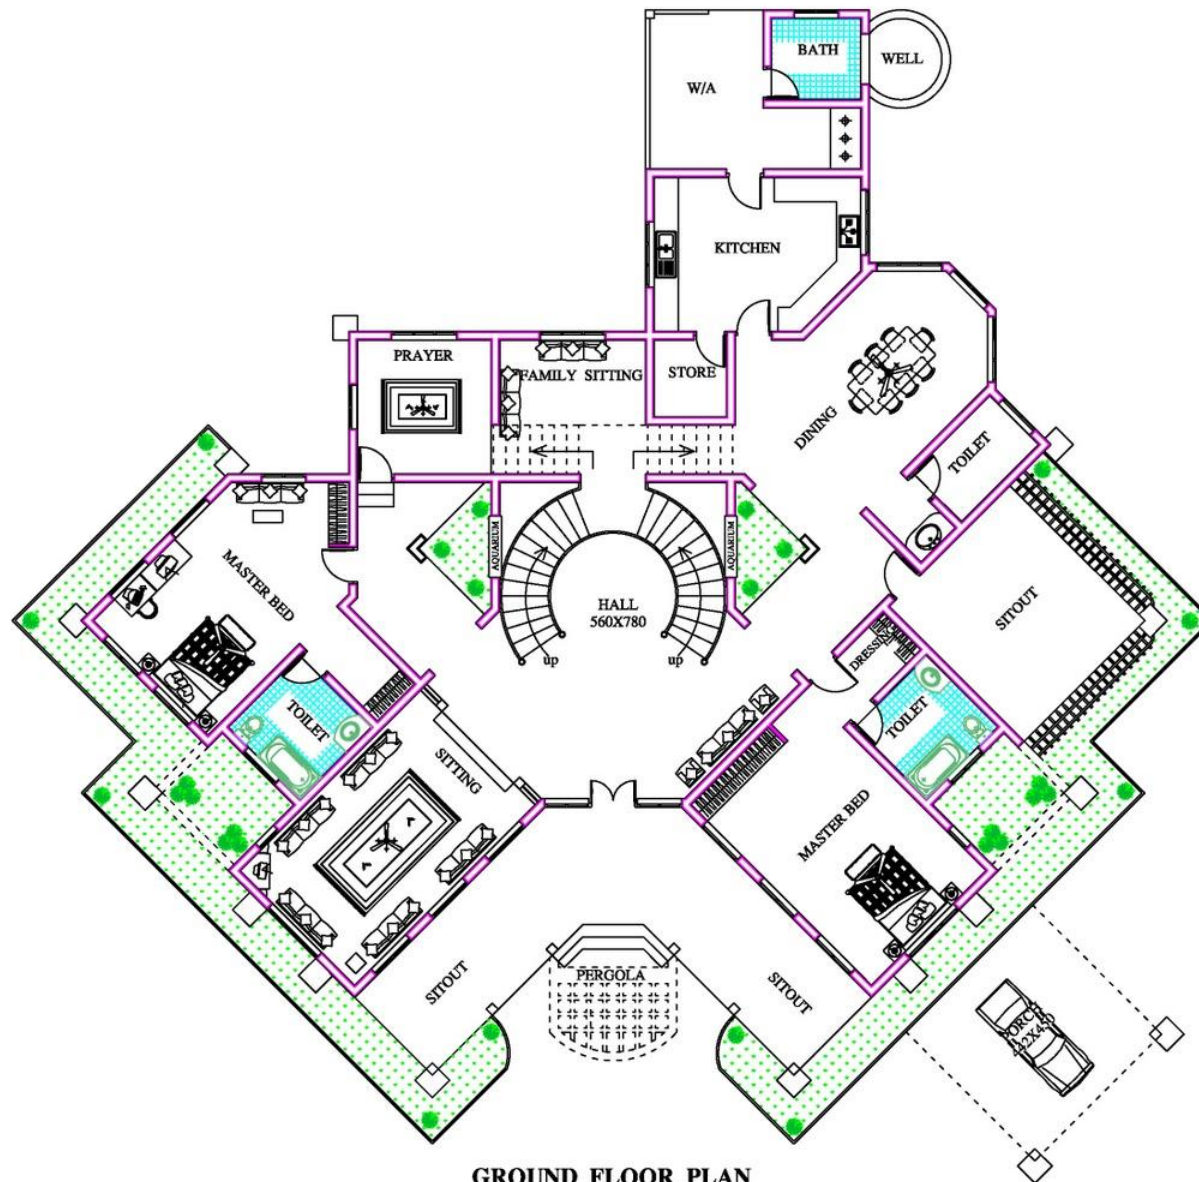 BATH
WELL
W/A
KITCHEN
PRAYER
FAMILY SITTING
STORE
DINING
TOILET
AQUARIUM
AQUARIUM
MASTER BED
HALL
560X780
SITOUT
up
up
DRESSING
TOILET
TOILET
SITTING
MASTER BED
SITOUT
PERGOLA
SITOUT
GROUND FLOOR PLAN